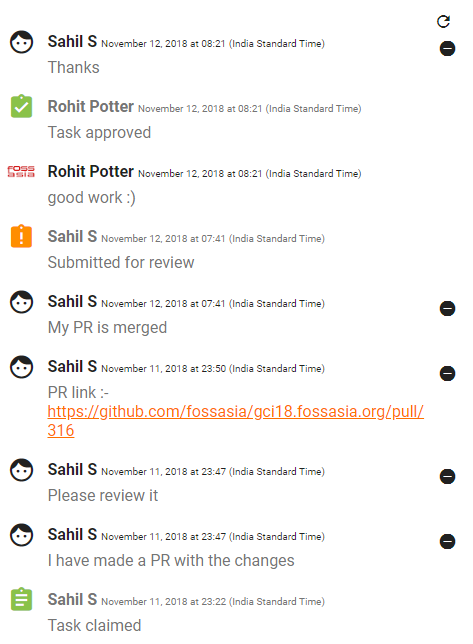 Sahil S November 12, 2018 at 08:21 (India Standard Time)
Thanks
Rohit Potter November 12, 2018 at 08:21 (India Standard Time)
Task approved
FOSS
ASIA
Rohit Potter November 12, 2018 at 08:21 (India Standard Time)
good work :)
Sahil S November 12, 2018 at 07:41 (India Standard Time)
Submitted for review
Sahil S November 12, 2018 at 07:41 (India Standard Time)
My PR is merged
Sahil S November 11, 2018 at 23:50 (India Standard Time)
PR link :-
https://github.com/fossasia/gci18.fossasia.org/pull/
316
Sahil S November 11, 2018 at 23:47 (India Standard Time)
Please review it
Sahil S November 11, 2018 at 23:47 (India Standard Time)
I have made a PR with the changes
Sahil S November 11, 2018 at 23:22 (India Standard Time)
Task claimed